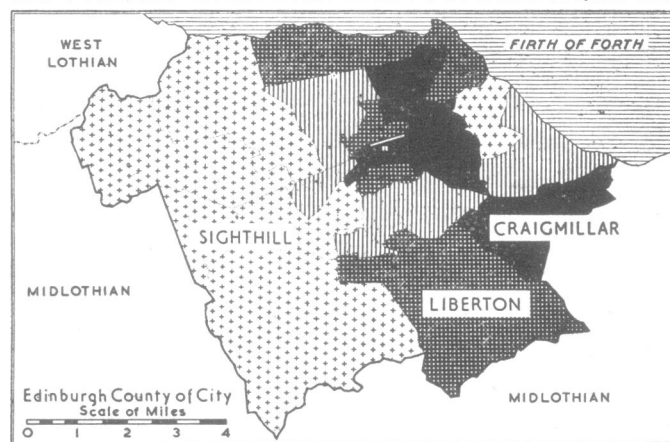 WEST
LOTHIAN
FIRTH OF FORTH
SIGHTHILL
CRAIGMILLAR
MIDLOTHIAN
LIBERTON
Edinburgh County of City
Scale of Miles
0 1 2 3 4
MIDLOTHIAN